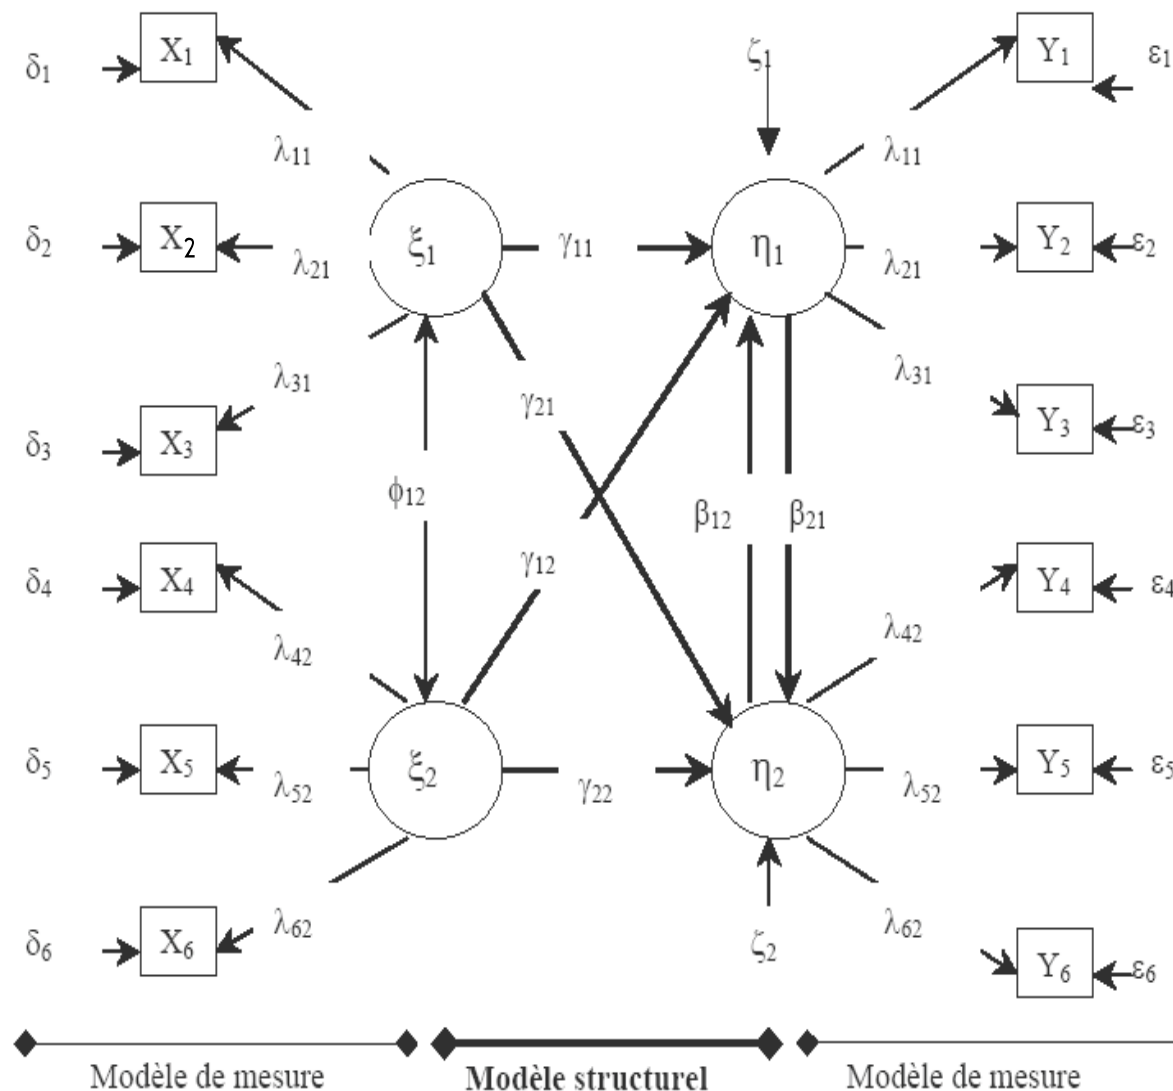 δ1 X1 λ11 ζ1 λ11 Y1 ε1
δ2 X2 λ21 ξ1 γ11 η1 λ21 Y2 ε2
λ31 λ31
δ3 X3 γ21 Y3 ε3
ϕ12 β12 β21
δ4 X4 γ12 Y4 ε4
λ42 λ42
δ5 X5 λ52 ξ2 γ22 η2 λ52 Y5 ε5
δ6 X6 λ62 ζ2 λ62 Y6 ε6
Modèle de mesure Modèle structurel Modèle de mesure